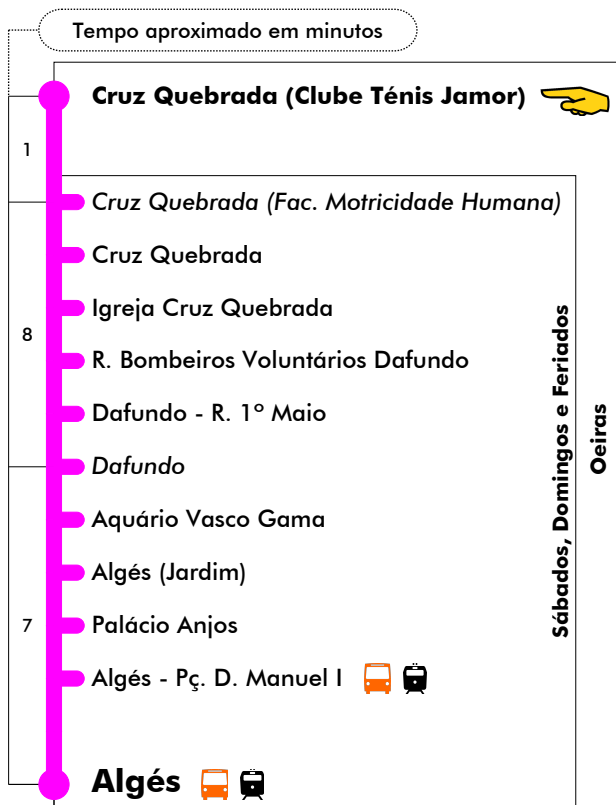 Tempo aproximado em minutos
Cruz Quebrada (Clube Ténis Jamor)
1
Cruz Quebrada (Fac. Motricidade Humana)
Cruz Quebrada
Igreja Cruz Quebrada
8
R. Bombeiros Voluntários Dafundo
Dafundo - R. 1º Maio
Dafundo
Aquário Vasco Gama
Algés (Jardim)
7
Palácio Anjos
Algés - Pç. D. Manuel I
Algés
Sábados, Domingos e Feriados
Oeiras